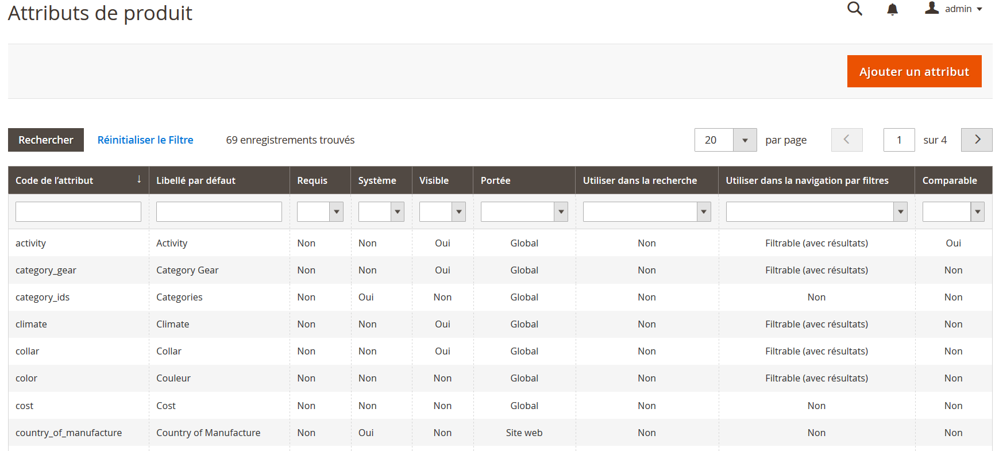 Attributs de produit
admin
Ajouter un attribut
Rechercher Réinitialiser le Filtre 69 enregistrements trouvés 20 par page 1 sur 4
Code de l’attribut ↓ Libellé par défaut Requis Système Visible Portée Utiliser dans la recherche Utiliser dans la navigation par filtres Comparable
activity Activity Non Non Oui Global Non Filtrable (avec résultats) Oui
category_gear Category Gear Non Non Oui Global Non Filtrable (avec résultats) Non
category_ids Categories Non Oui Non Global Non Non Non
climate Climate Non Non Oui Global Non Filtrable (avec résultats) Non
collar Collar Non Non Oui Global Non Filtrable (avec résultats) Non
color Couleur Non Non Non Global Non Filtrable (avec résultats) Non
cost Cost Non Non Non Global Non Non Non
country_of_manufacture Country of Manufacture Non Oui Non Site web Non Non Non